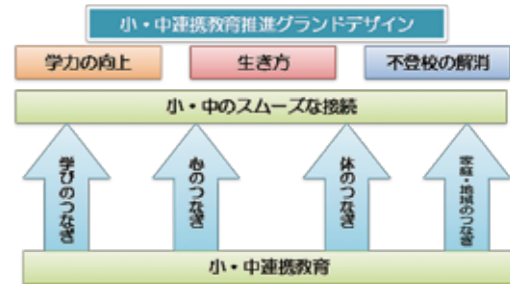 小・中連携教育推進グランドデザイン
学力の向上
生き方
不登校の解消
小・中のスムーズな接続
学びのつなぎ
心のつなぎ
体のつなぎ
家庭・地域のつなぎ
小・中連携教育